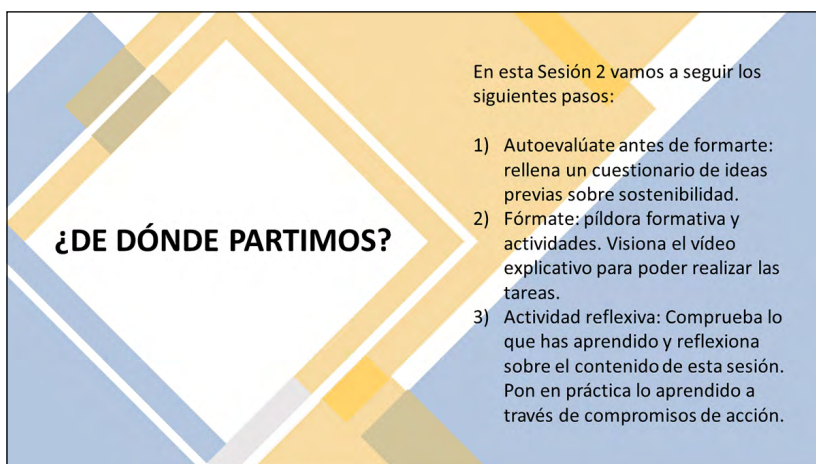 ¿DE DÓNDE PARTIMOS?
En esta Sesión 2 vamos a seguir los
siguientes pasos:
1) Autoevalúate antes de formarte:
rellena un cuestionario de ideas
previas sobre sostenibilidad.
2) Fórmate: píldora formativa y
actividades. Visiona el vídeo
explicativo para poder realizar las
tareas.
3) Actividad reflexiva: Comprueba lo
que has aprendido y reflexiona
sobre el contenido de esta sesión.
Pon en práctica lo aprendido a
través de compromisos de acción.